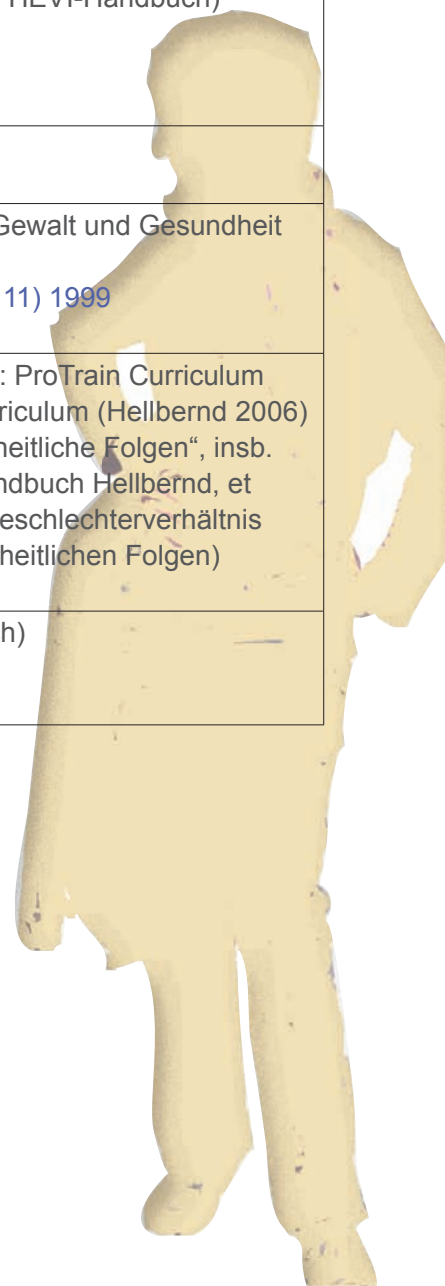 HEVI-Handbuch)
Gewalt und Gesundheit
11) 1999
: ProTrain Curriculum
riculum (Hellbernd 2006)
heitliche Folgen“, insb.
ndbuch Hellbernd, et
eschlechterverhältnis
heitlichen Folgen)
h)